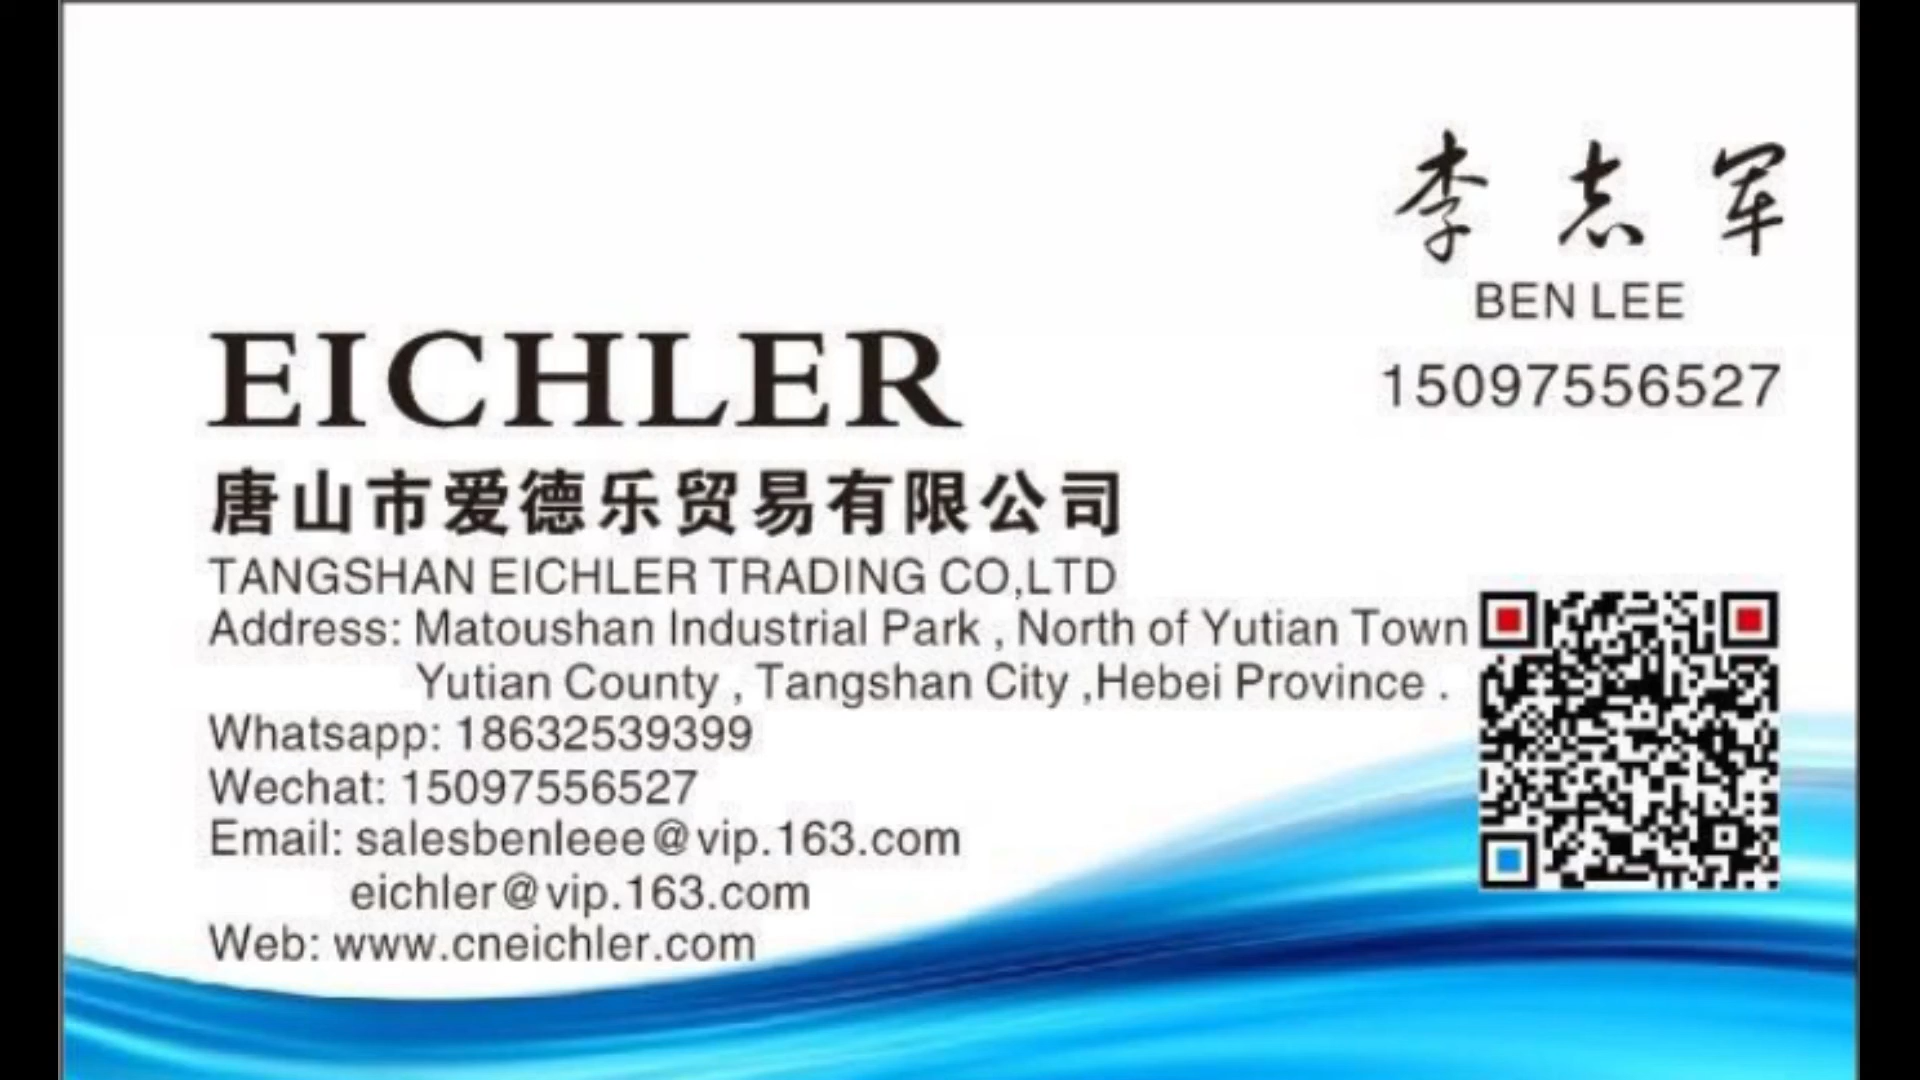 李志军
BEN LEE
15097556527
EICHLER
唐山市爱德乐贸易有限公司
TANGSHAN EICHLER TRADING CO,LTD
Address: Matoushan Industrial Park , North of Yutian Town
Yutian County , Tangshan City ,Hebei Province .
Whatsapp: 18632539399
Wechat: 15097556527
Email: salesbenleee@vip.163.com
eichler@vip.163.com
Web: www.cneichler.com